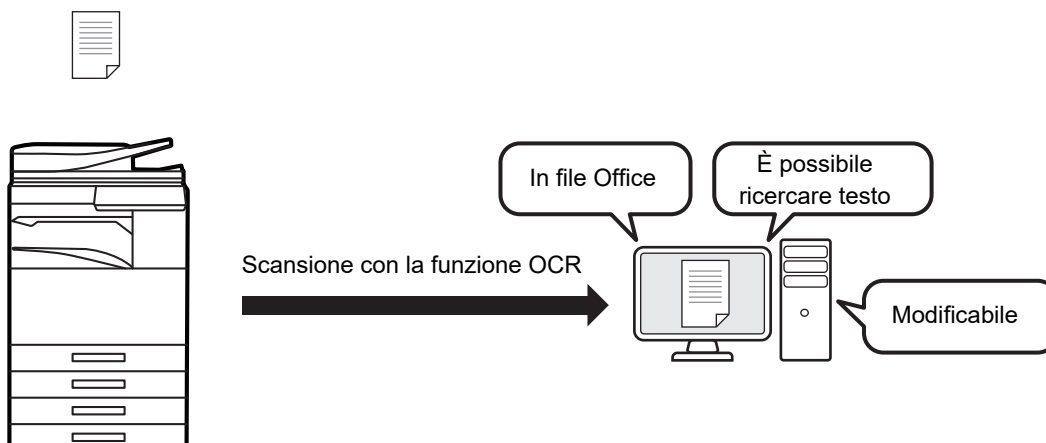 In file Office
È possibile
ricercare testo
Scansione con la funzione OCR
Modificabile